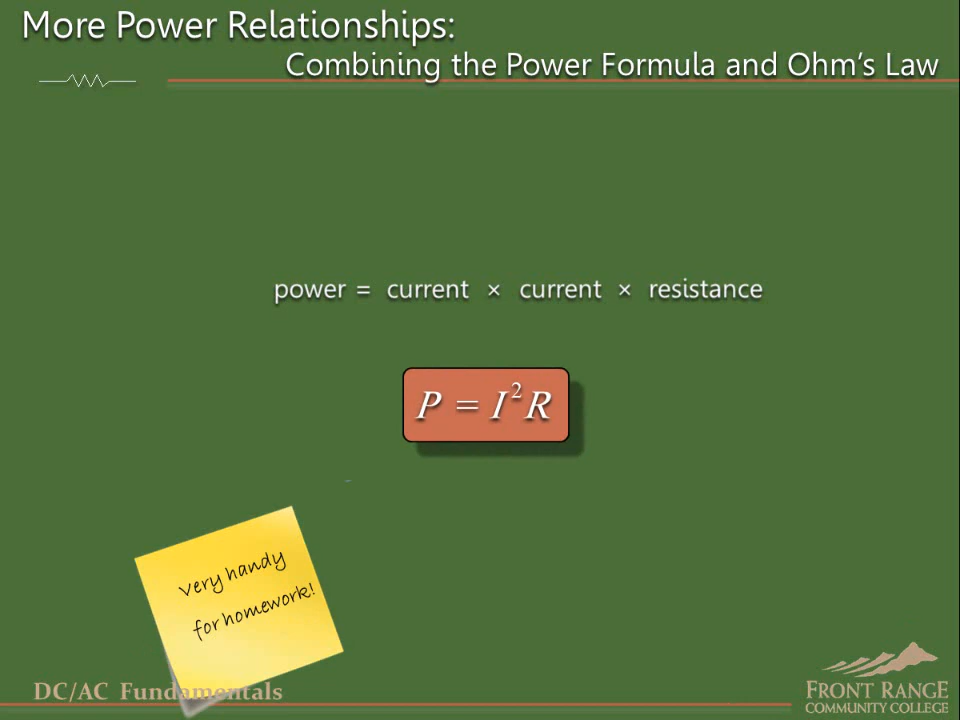 More Power Relationships:
Combining the Power Formula and Ohm's Law
power = current × current × resistance
P = I²R
Very handy
for homework!
DC/AC Fundamentals
FRONT RANGE
COMMUNITY COLLEGE